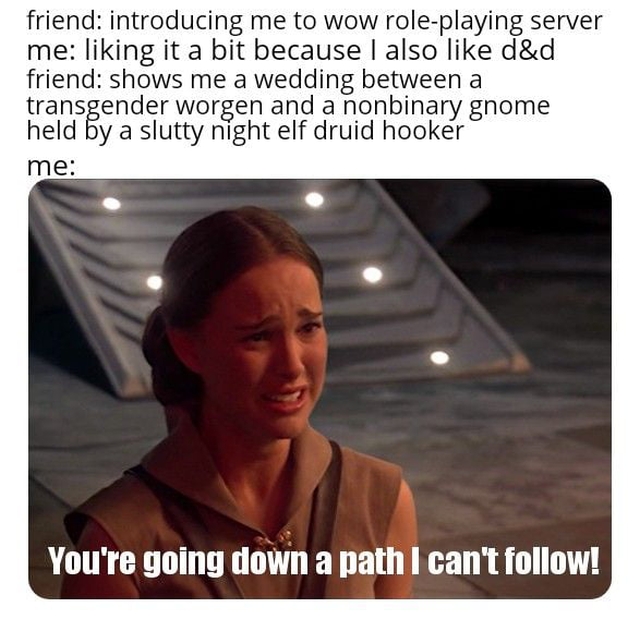 friend: introducing me to wow role-playing server
me: liking it a bit because I also like d&d
friend: shows me a wedding between a
transgender worgen and a nonbinary gnome
held by a slutty night elf druid hooker
me:
You're going down a path I can't follow!